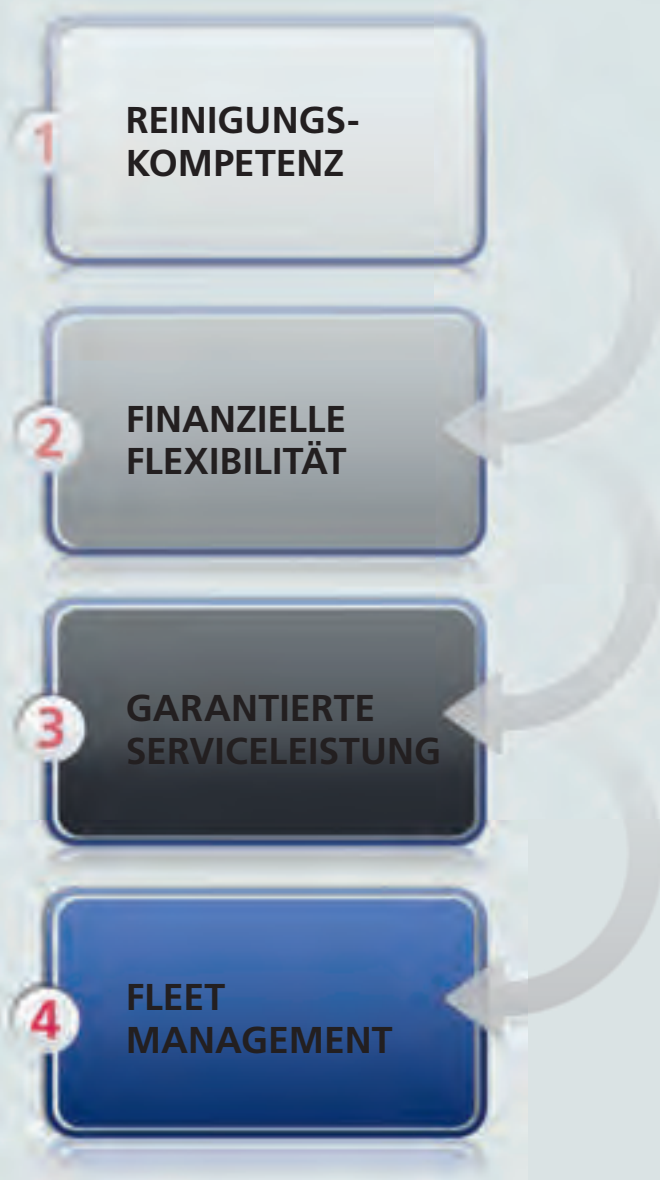 1
REINIGUNGS-
KOMPETENZ
2
FINANZIELLE
FLEXIBILITÄT
3
GARANTIERTE
SERVICELEISTUNG
4
FLEET
MANAGEMENT